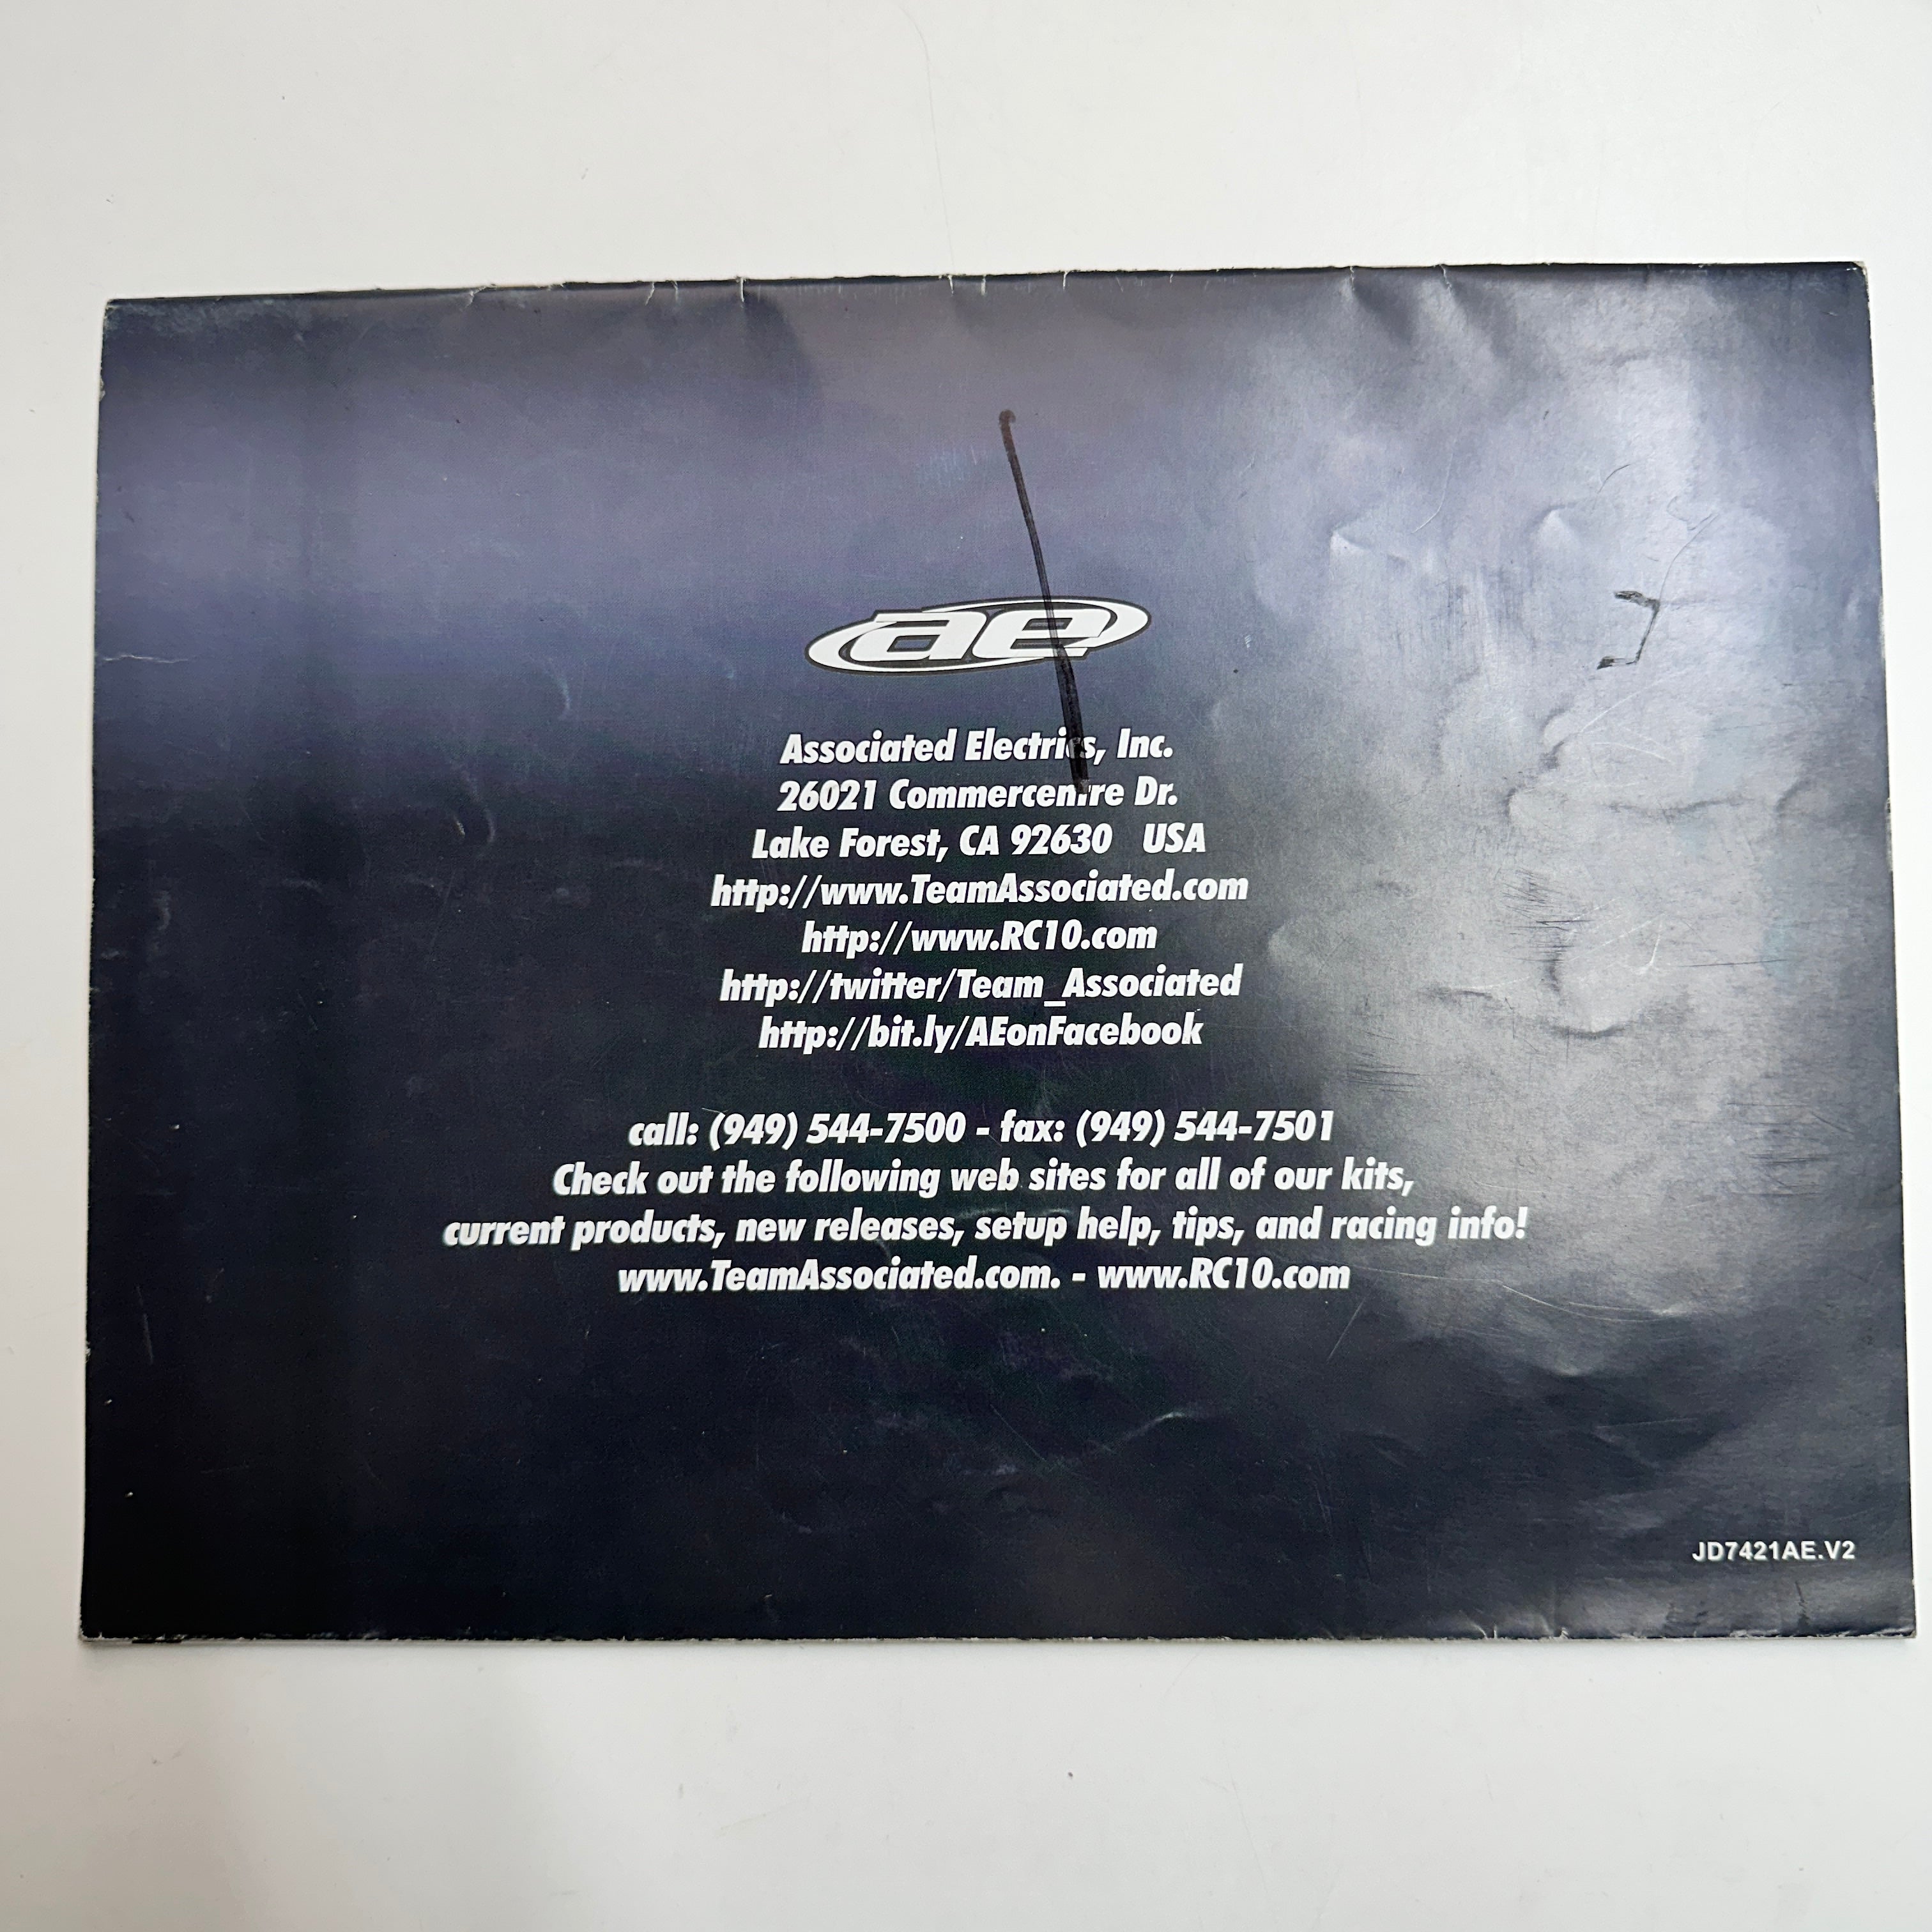 ae
Associated Electrics, Inc.
26021 Commercentre Dr.
Lake Forest, CA 92630 USA
http://www.TeamAssociated.com
http://www.RC10.com
http://twitter/Team_Associated
http://bit.ly/AEonFacebook
call: (949) 544-7500 - fax: (949) 544-7501
Check out the following web sites for all of our kits,
current products, new releases, setup help, tips, and racing info!
www.TeamAssociated.com. - www.RC10.com
JD7421AE.V2